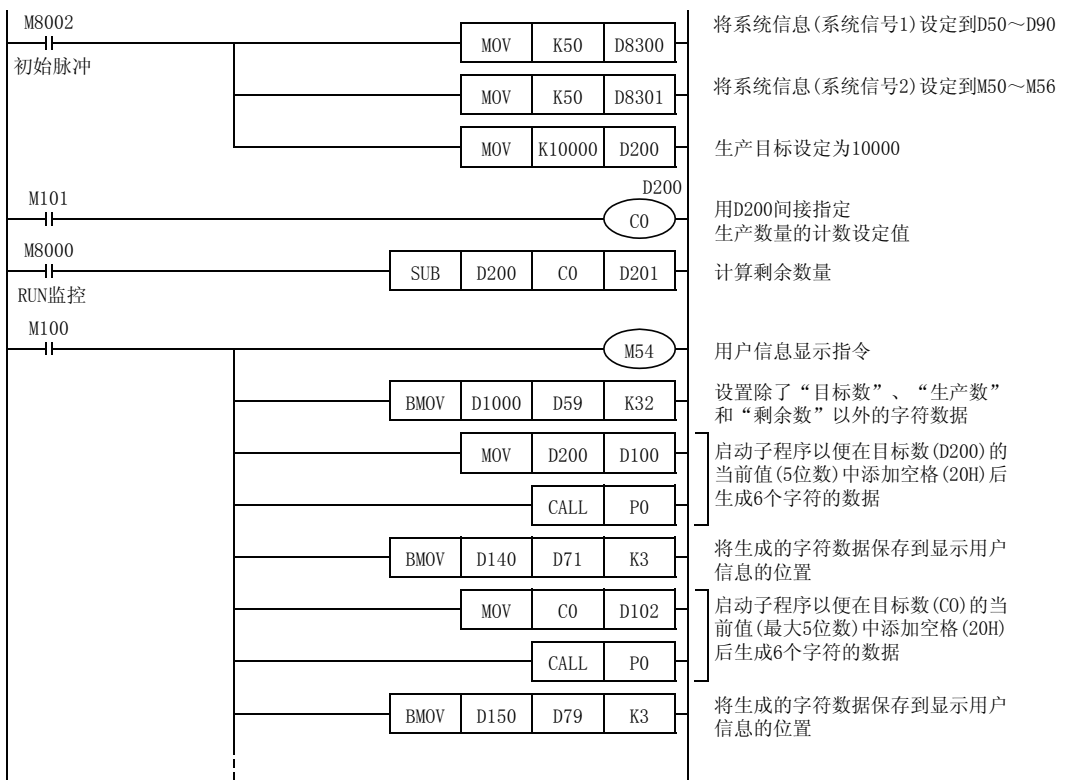 M8002
初始脉冲
MOV K50 D8300
将系统信息(系统信号1)设定到D50～D90
MOV K50 D8301
将系统信息(系统信号2)设定到M50～M56
MOV K10000 D200
生产目标设定为10000
M101
D200
C0
用D200间接指定
生产数量的计数设定值
M8000
RUN监控
SUB D200 C0 D201
计算剩余数量
M100
M54
用户信息显示指令
BMOV D1000 D59 K32
设置除了“目标数”、“生产数”
和“剩余数”以外的字符数据
MOV D200 D100
CALL P0
启动子程序以便在目标数(D200)的
当前值(5位数)中添加空格(20H)后
生成6个字符的数据
BMOV D140 D71 K3
将生成的字符数据保存到显示用户
信息的位置
MOV C0 D102
CALL P0
启动子程序以便在目标数(C0)的当
前值(最大5位数)中添加空格(20H)
后生成6个字符的数据
BMOV D150 D79 K3
将生成的字符数据保存到显示用户
信息的位置